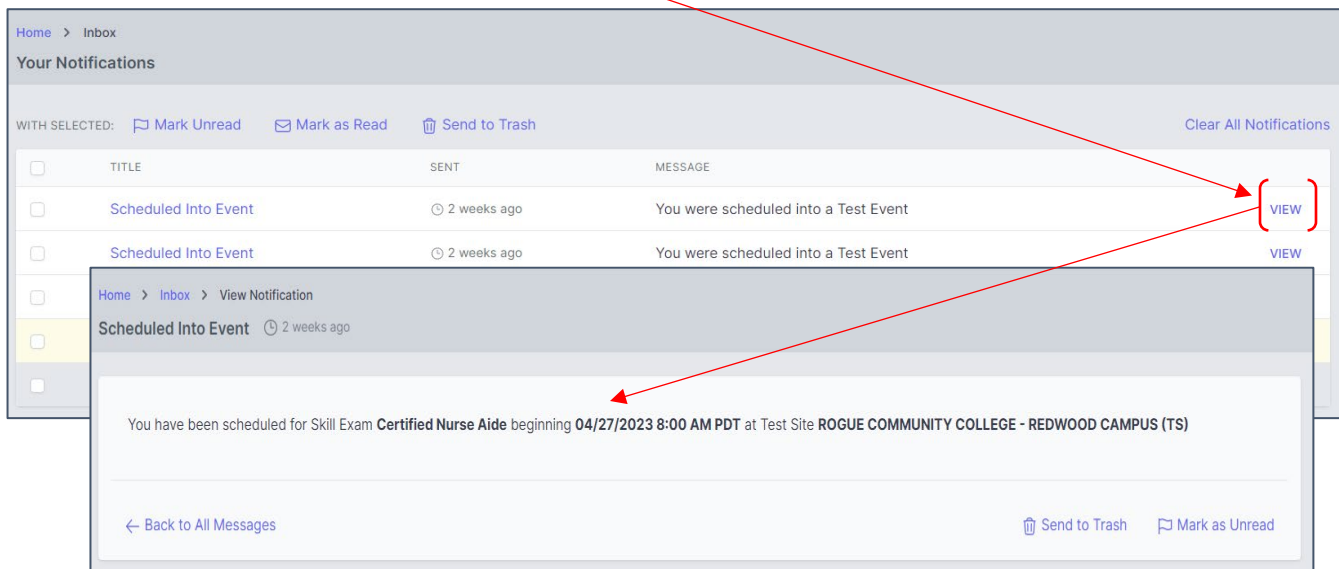 Home > Inbox
Your Notifications
WITH SELECTED: Mark Unread Mark as Read Send to Trash Clear All Notifications
TITLE SENT MESSAGE
Scheduled Into Event 2 weeks ago You were scheduled into a Test Event VIEW
Scheduled Into Event 2 weeks ago You were scheduled into a Test Event VIEW
Home > Inbox > View Notification
Scheduled Into Event 2 weeks ago
You have been scheduled for Skill Exam Certified Nurse Aide beginning 04/27/2023 8:00 AM PDT at Test Site ROGUE COMMUNITY COLLEGE - REDWOOD CAMPUS (TS)
← Back to All Messages Send to Trash Mark as Unread